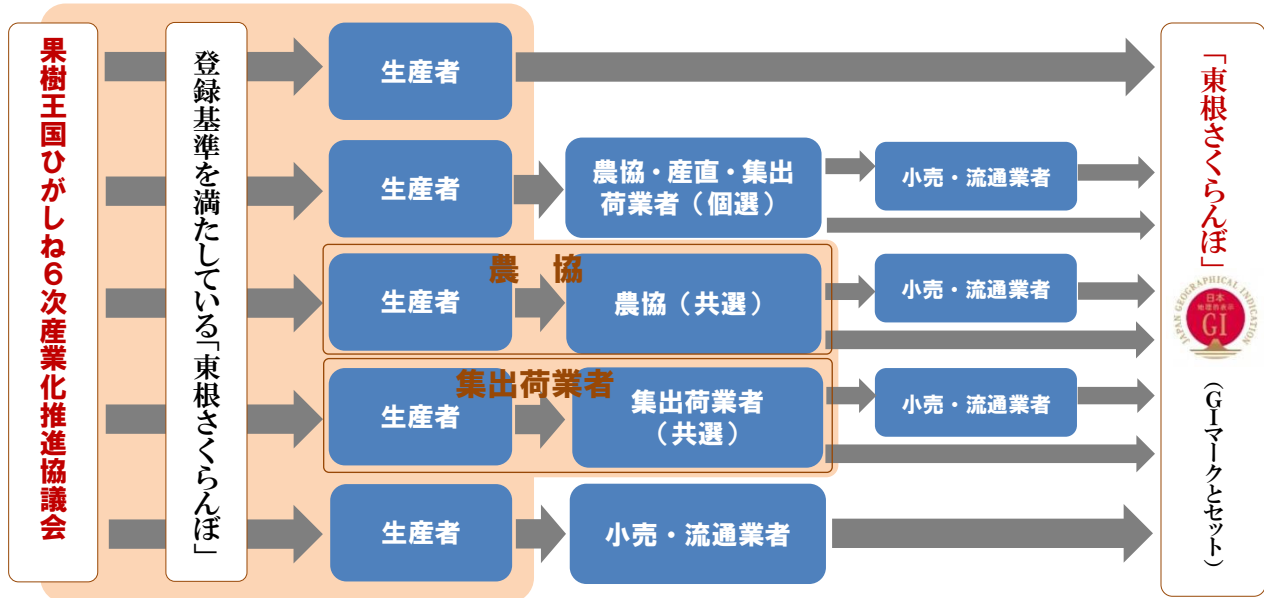 果樹王国ひがしね６次産業化推進協議会
登録基準を満たしている「東根さくらんぼ」
生産者
生産者
農協・産直・集出
荷業者（個選）
小売・流通業者
農　協
生産者
農協（共選）
小売・流通業者
集出荷業者
生産者
集出荷業者
（共選）
小売・流通業者
生産者
小売・流通業者
「東根さくらんぼ」
JAPAN GEOGRAPHICAL INDICATION
日本
地理的表示
GI
（GIマークとセット）